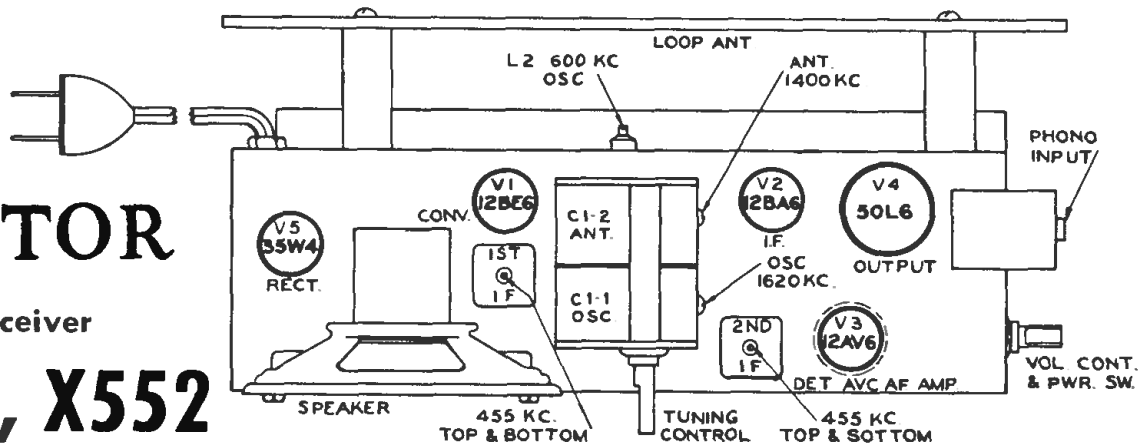 LOOP ANT
L2 600 KC
OSC
ANT.
1400KC
PHONO
INPUT
TOR
ceiver
, X552
V5
35W4
RECT.
CONV.
V1
12BE6
1ST
IF
C1-2
ANT.
C1-1
OSC
V2
12BA6
I.F.
OSC
1620KC.
V4
50L6
OUTPUT
2ND
IF
V3
12AV6
DET AVC AF AMP.
VOL. CONT.
& PWR. SW.
SPEAKER
455 KC.
TOP & BOTTOM
TUNING
CONTROL
455 KC.
TOP & SOTTOM